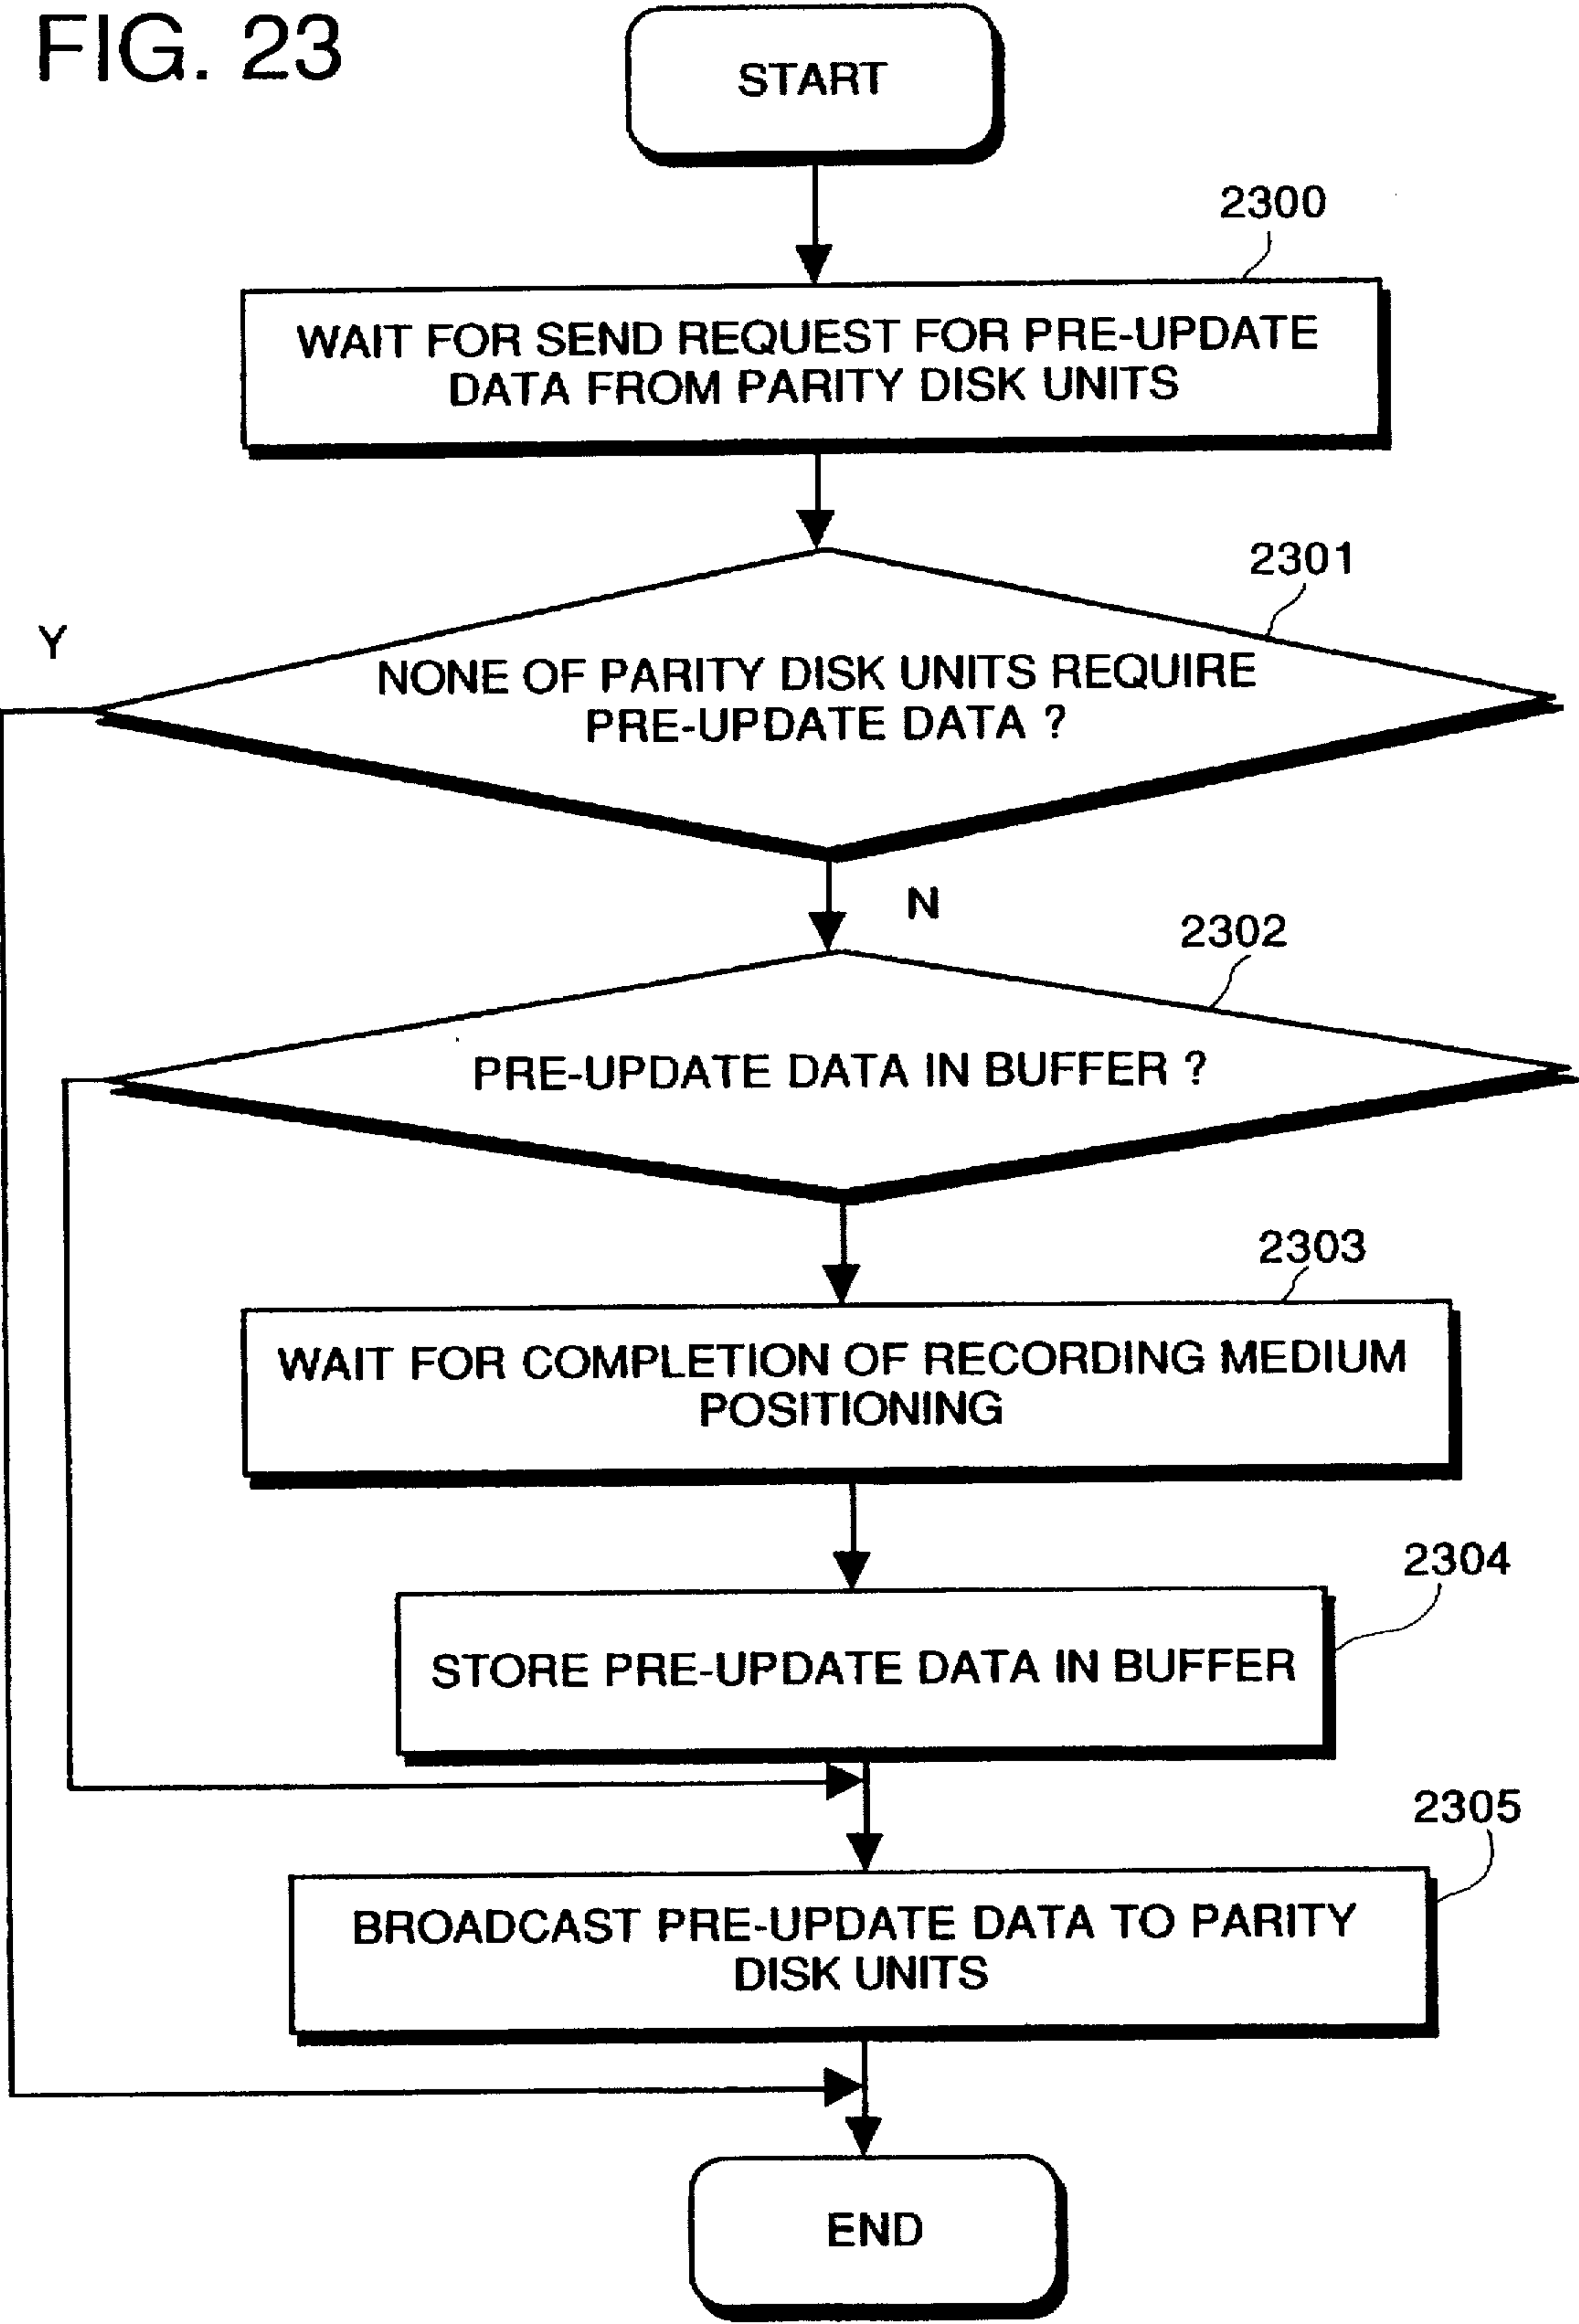 FIG. 23
START
2300
WAIT FOR SEND REQUEST FOR PRE-UPDATE
DATA FROM PARITY DISK UNITS
2301
Y
NONE OF PARITY DISK UNITS REQUIRE
PRE-UPDATE DATA ?
N
2302
PRE-UPDATE DATA IN BUFFER ?
2303
WAIT FOR COMPLETION OF RECORDING MEDIUM
POSITIONING
2304
STORE PRE-UPDATE DATA IN BUFFER
2305
BROADCAST PRE-UPDATE DATA TO PARITY
DISK UNITS
END